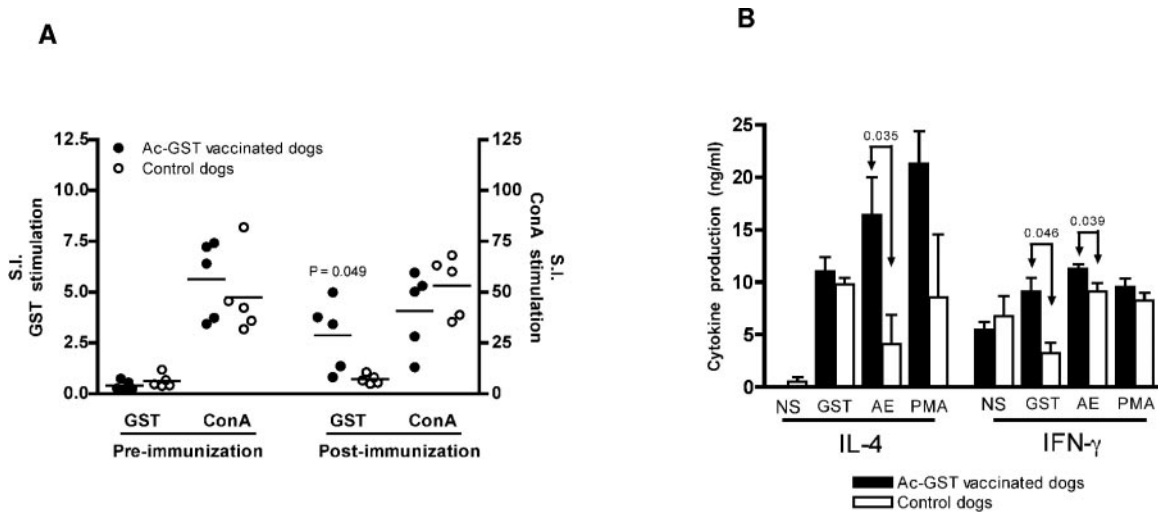 A
B
12.5
10.0
7.5
5.0
2.5
0.0
S.I.
GST stimulation
Ac-GST vaccinated dogs
Control dogs
P = 0.049
125
100
75
50
25
0
S.I.
ConA stimulation
GST ConA GST ConA
Pre-immunization Post-immunization
Cytokine production (ng/ml)
25
20
15
10
5
0
0.035
0.046
0.039
NS GST AE PMA NS GST AE PMA
IL-4 IFN-γ
Ac-GST vaccinated dogs
Control dogs